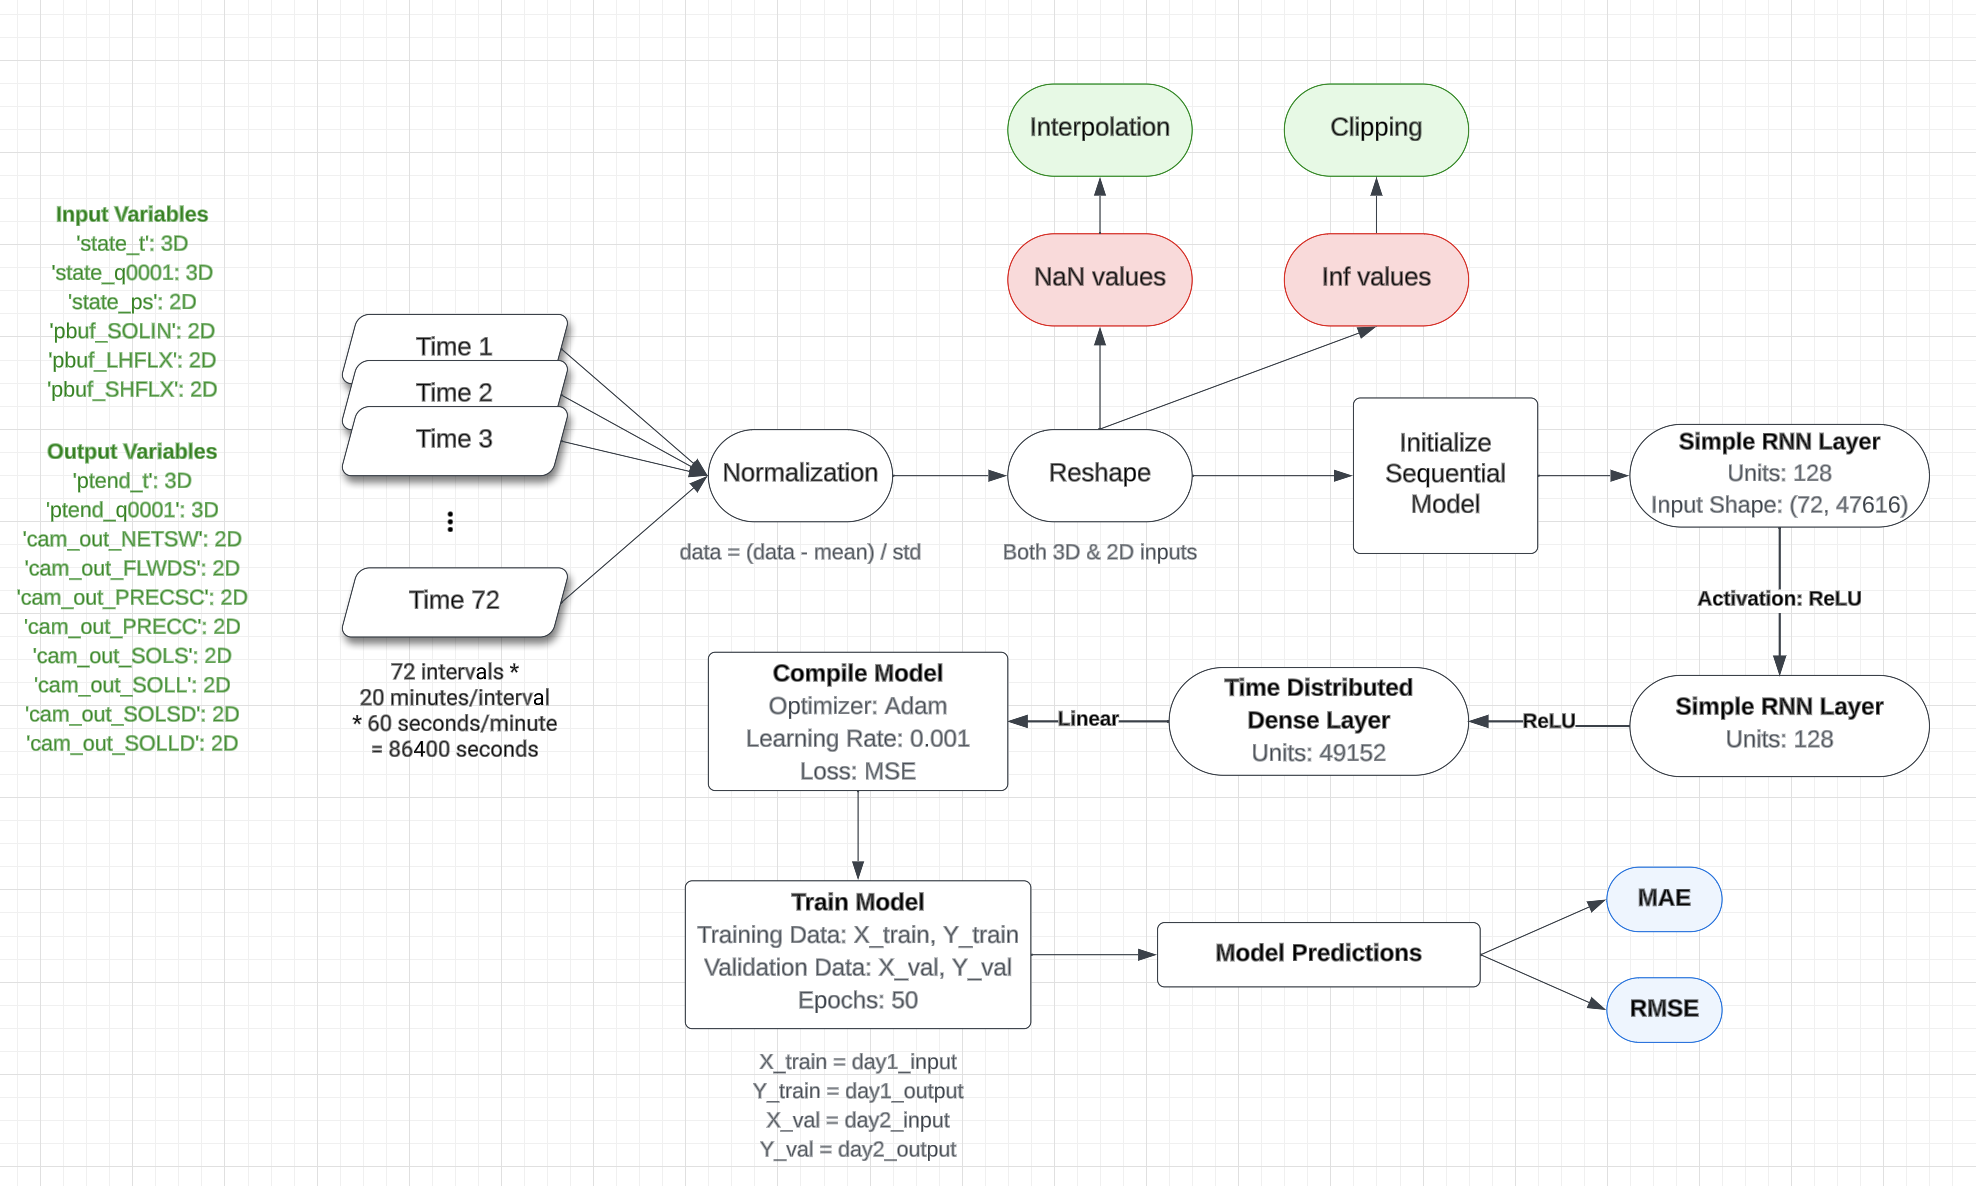 Input Variables
'state_t': 3D
'state_q0001: 3D
'state_ps': 2D
'pbuf_SOLIN': 2D
'pbuf_LHFLX': 2D
'pbuf_SHFLX': 2D
Output Variables
'ptend_t': 3D
'ptend_q0001': 3D
'cam_out_NETSW': 2D
'cam_out_FLWDS': 2D
'cam_out_PRECSC': 2D
'cam_out_PRECC': 2D
'cam_out_SOLS': 2D
'cam_out_SOLL': 2D
'cam_out_SOLSD': 2D
'cam_out_SOLLD': 2D
Time 1
Time 2
Time 3
Time 72
72 intervals *
20 minutes/interval
* 60 seconds/minute
= 86400 seconds
Normalization
data = (data - mean) / std
Reshape
Both 3D & 2D inputs
NaN values
Interpolation
Inf values
Clipping
Initialize
Sequential
Model
Simple RNN Layer
Units: 128
Input Shape: (72, 47616)
Activation: ReLU
Simple RNN Layer
Units: 128
ReLU
Time Distributed
Dense Layer
Units: 49152
Linear
Compile Model
Optimizer: Adam
Learning Rate: 0.001
Loss: MSE
Train Model
Training Data: X_train, Y_train
Validation Data: X_val, Y_val
Epochs: 50
X_train = day1_input
Y_train = day1_output
X_val = day2_input
Y_val = day2_output
Model Predictions
MAE
RMSE